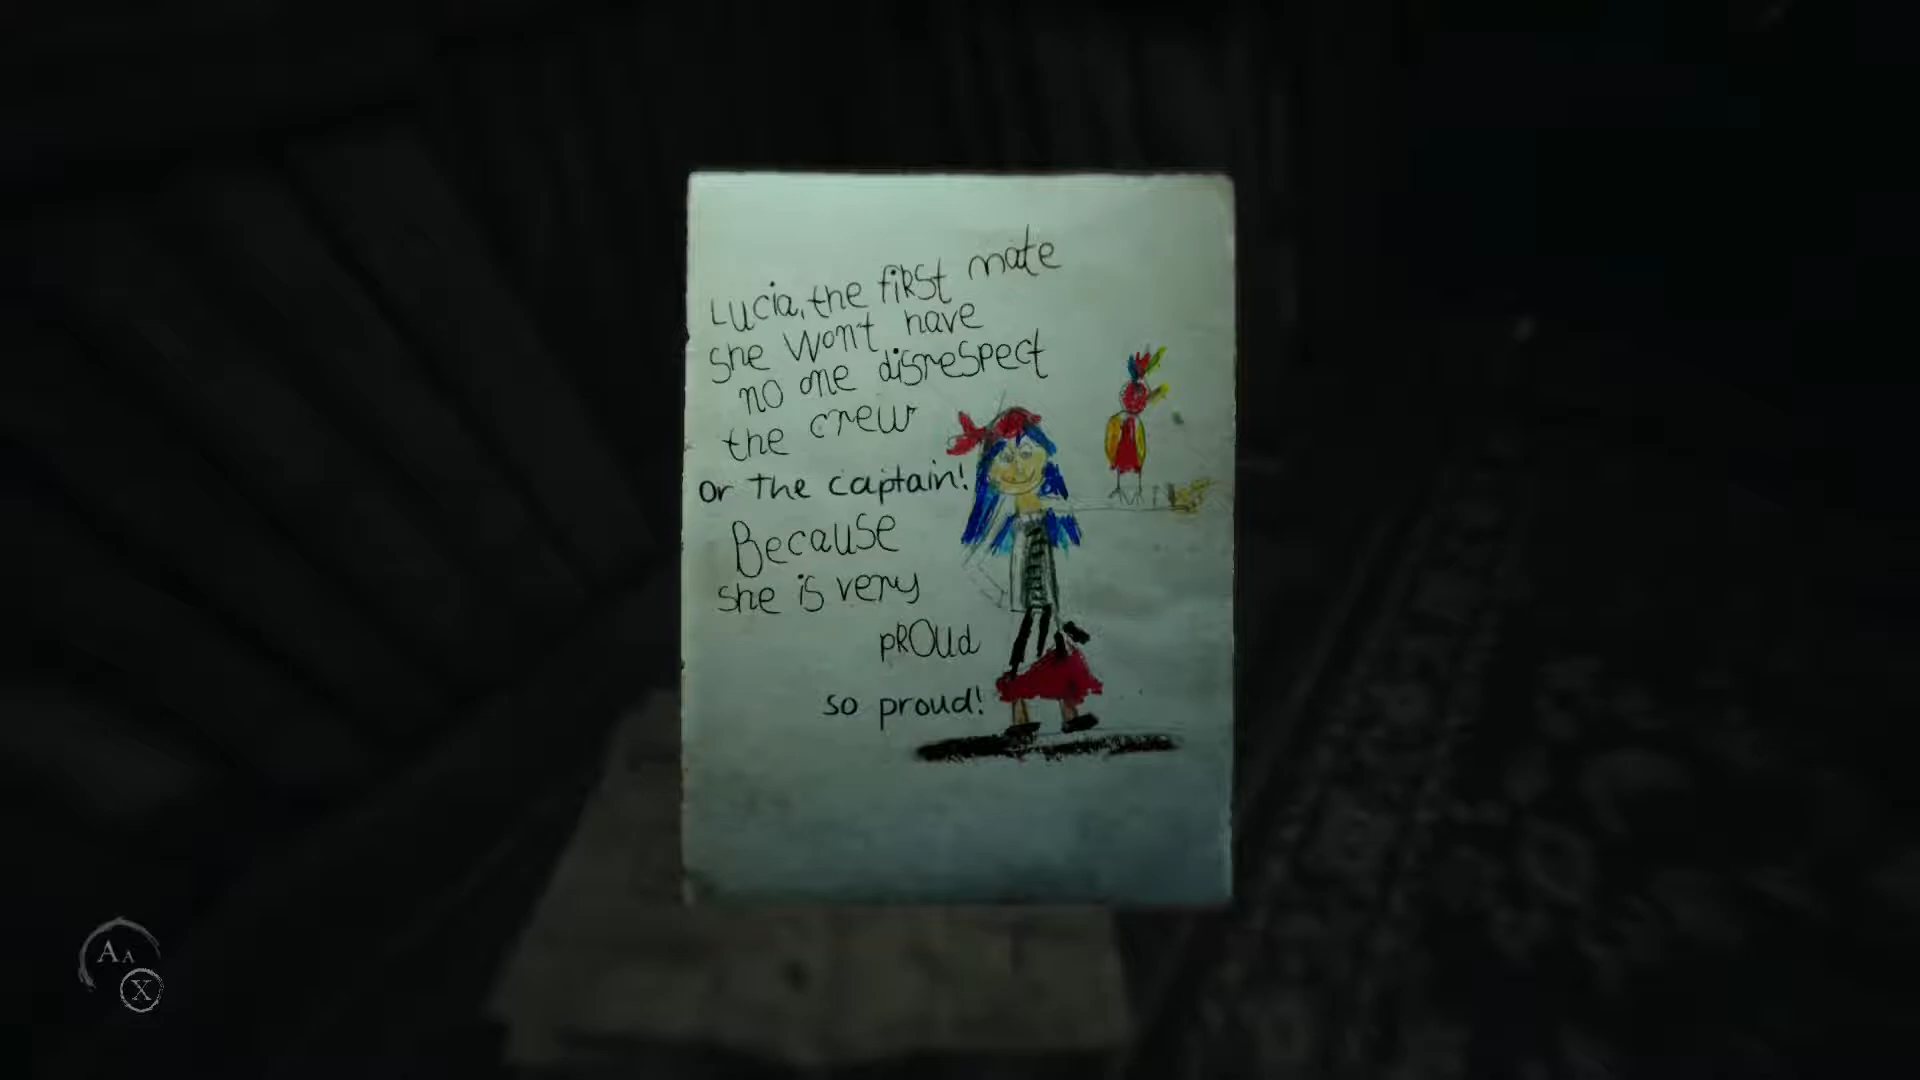 Lucia, the fiRSt mate
she won't have
no one disrespect
the crew
or The captain!
Because
she is very
pROUd
so proud!
AA
X